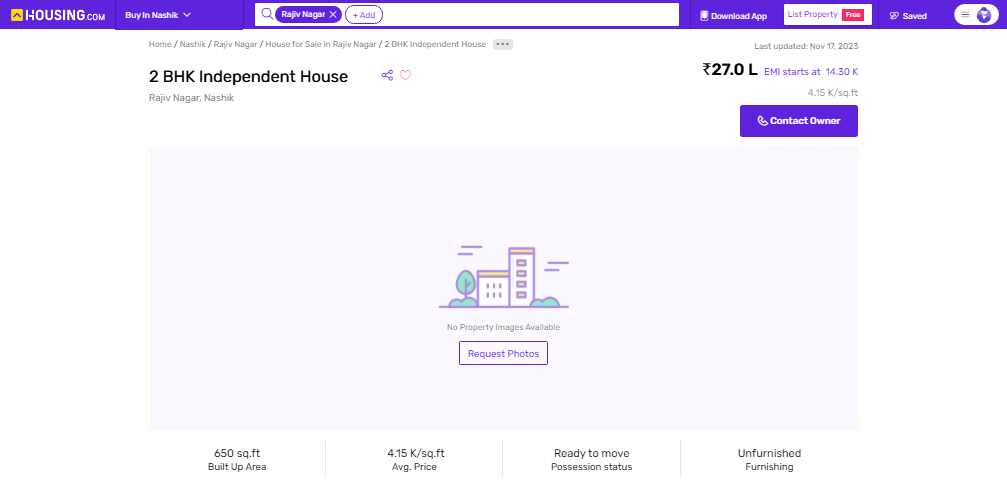 HOUSING.COM
Buy In Nashik
Rajiv Nagar
+ Add
Download App
List Property Free
Saved
Home / Nashik / Rajiv Nagar / House for Sale in Rajiv Nagar / 2 BHK Independent House
Last updated: Nov 17, 2023
2 BHK Independent House
₹27.0 L EMI starts at 14.30 K
Rajiv Nagar, Nashik
4.15 K/sq.ft
Contact Owner
No Property Images Available
Request Photos
650 sq.ft
Built Up Area
4.15 K/sq.ft
Avg. Price
Ready to move
Possession status
Unfurnished
Furnishing